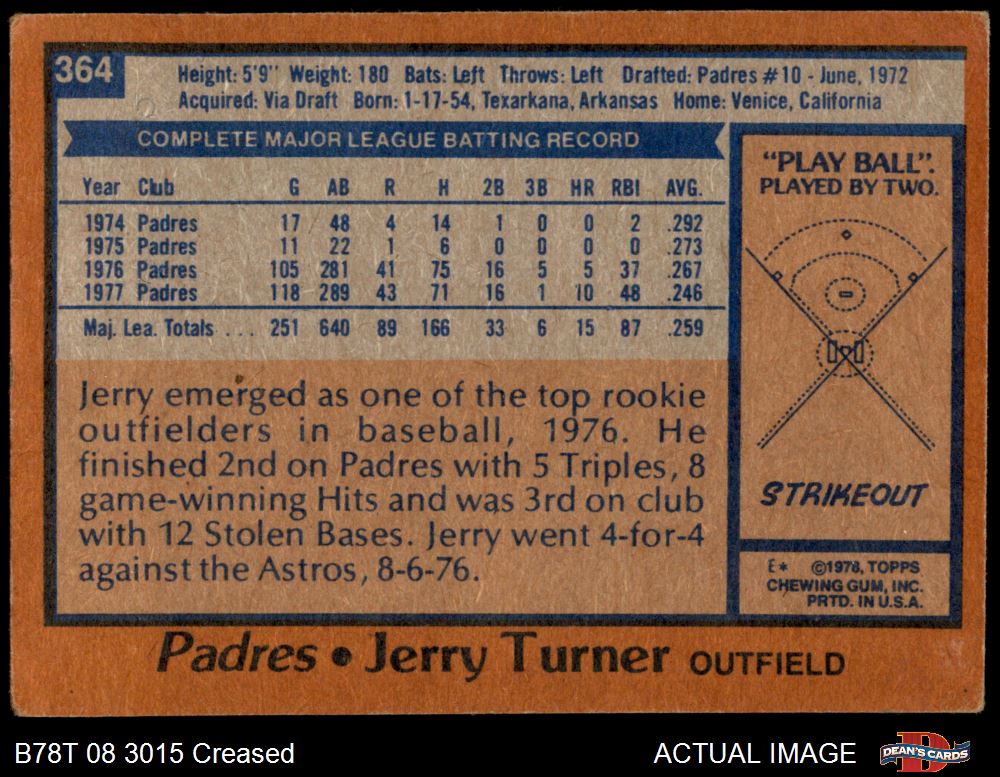 364
Height: 5'9" Weight: 180 Bats: Left Throws: Left Drafted: Padres #10 - June, 1972
Acquired: Via Draft Born: 1-17-54, Texarkana, Arkansas Home: Venice, California
COMPLETE MAJOR LEAGUE BATTING RECORD
Year Club G AB R H 2B 3B HR RBI AVG.
1974 Padres 17 48 4 14 1 0 0 2 .292
1975 Padres 11 22 1 6 0 0 0 0 .273
1976 Padres 105 281 41 75 16 5 5 37 .267
1977 Padres 118 289 43 71 16 1 10 48 .246
Maj. Lea. Totals ... 251 640 89 166 33 6 15 87 .259
Jerry emerged as one of the top rookie
outfielders in baseball, 1976. He
finished 2nd on Padres with 5 Triples, 8
game-winning Hits and was 3rd on club
with 12 Stolen Bases. Jerry went 4-for-4
against the Astros, 8-6-76.
"PLAY BALL".
PLAYED BY TWO.
STRIKEOUT
E* ©1978, TOPPS
CHEWING GUM, INC.
PRTD. IN U.S.A.
Padres • Jerry Turner OUTFIELD
B78T 08 3015 Creased
ACTUAL IMAGE
D
DEAN'S CARDS